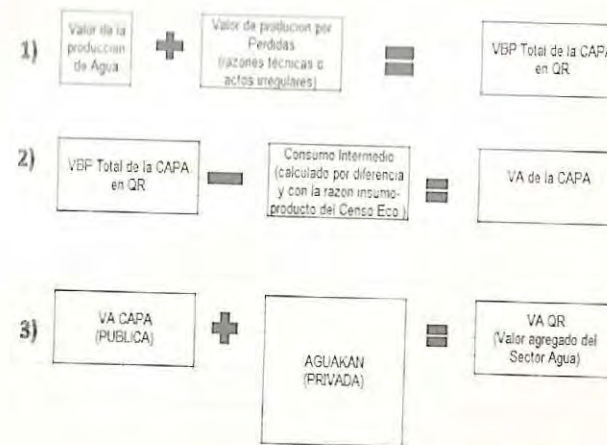 1)
Valor de la
produccion
de Agua
Valor de produccion por
Perdidas
(razones técnicas o
actos irregulares)
VBP Total de la CAPA
en QR
2)
VBP Total de la CAPA
en QR
Consumo Intermedio
(calculado por diferencia
y con la razon insumo-
producto del Censo Eco.)
VA de la CAPA
3)
VA CAPA
(PUBLICA)
AGUAKAN
(PRIVADA)
VA QR
(Valor agregado del
Sector Agua)